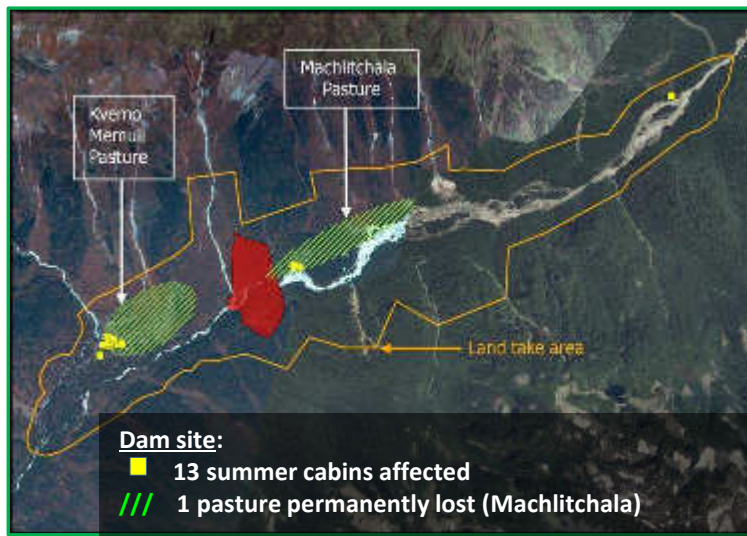 Machlitchala
Pasture
Kvemo
Memuli
Pasture
Land take area
Dam site:
13 summer cabins affected
/// 1 pasture permanently lost (Machlitchala)